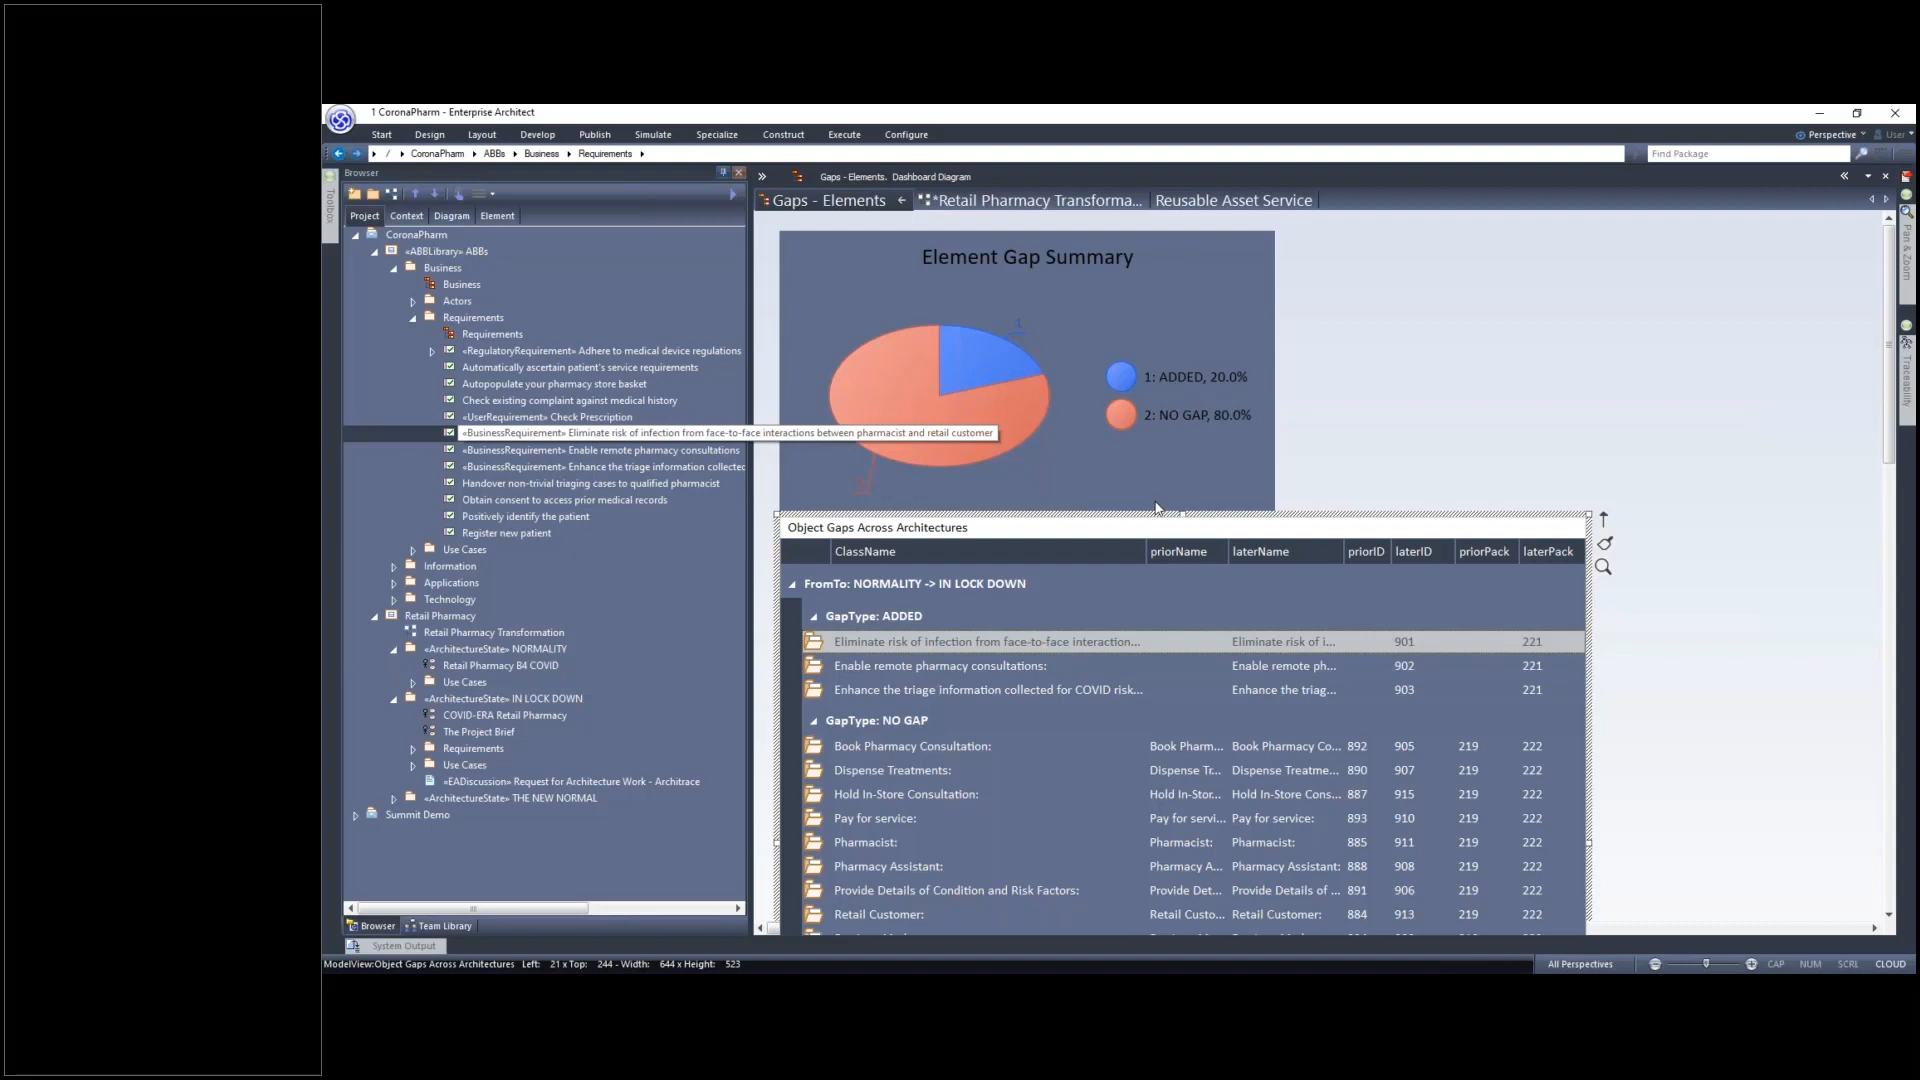 1 CoronaPharm - Enterprise Architect
Start Design Layout Develop Publish Simulate Specialize Construct Execute Configure
Perspective User
/ CoronaPharm ABBs Business Requirements
Find Package
Browser
Toolbox
Project Context Diagram Element
CoronaPharm
«ABBLibrary» ABBs
Business
Business
Actors
Requirements
Requirements
«RegulatoryRequirement» Adhere to medical device regulations
Automatically ascertain patient's service requirements
Autopopulate your pharmacy store basket
Check existing complaint against medical history
«UserRequirement» Check Prescription
«BusinessRequirement» Eliminate risk of infection from face-to-face interactions between pharmacist and retail customer
«BusinessRequirement» Enable remote pharmacy consultations
«BusinessRequirement» Enhance the triage information collected
Handover non-trivial triaging cases to qualified pharmacist
Obtain consent to access prior medical records
Positively identify the patient
Register new patient
Use Cases
Information
Applications
Technology
Retail Pharmacy
Retail Pharmacy Transformation
«ArchitectureState» NORMALITY
Retail Pharmacy B4 COVID
Use Cases
«ArchitectureState» IN LOCK DOWN
COVID-ERA Retail Pharmacy
The Project Brief
Requirements
Use Cases
«EADiscussion» Request for Architecture Work - Architrace
«ArchitectureState» THE NEW NORMAL
Summit Demo
Browser Team Library
System Output
Gaps - Elements. Dashboard Diagram
Gaps - Elements *Retail Pharmacy Transforma... Reusable Asset Service
Element Gap Summary
1
2
1: ADDED, 20.0%
2: NO GAP, 80.0%
Object Gaps Across Architectures
ClassName priorName laterName priorID laterID priorPack laterPack
FromTo: NORMALITY -> IN LOCK DOWN
GapType: ADDED
Eliminate risk of infection from face-to-face interaction... Eliminate risk of i... 901 221
Enable remote pharmacy consultations: Enable remote ph... 902 221
Enhance the triage information collected for COVID risk... Enhance the triag... 903 221
GapType: NO GAP
Book Pharmacy Consultation: Book Pharm... Book Pharmacy Co... 892 905 219 222
Dispense Treatments: Dispense Tr... Dispense Treatme... 890 907 219 222
Hold In-Store Consultation: Hold In-Stor... Hold In-Store Cons... 887 915 219 222
Pay for service: Pay for servi... Pay for service: 893 910 219 222
Pharmacist: Pharmacist: Pharmacist: 885 911 219 222
Pharmacy Assistant: Pharmacy A... Pharmacy Assistant: 888 908 219 222
Provide Details of Condition and Risk Factors: Provide Det... Provide Details of ... 891 906 219 222
Retail Customer: Retail Custo... Retail Customer: 884 913 219 222
Pan & Zoom
Traceability
ModelView:Object Gaps Across Architectures Left: 21 x Top: 244 - Width: 644 x Height: 523
All Perspectives CAP NUM SCRL CLOUD